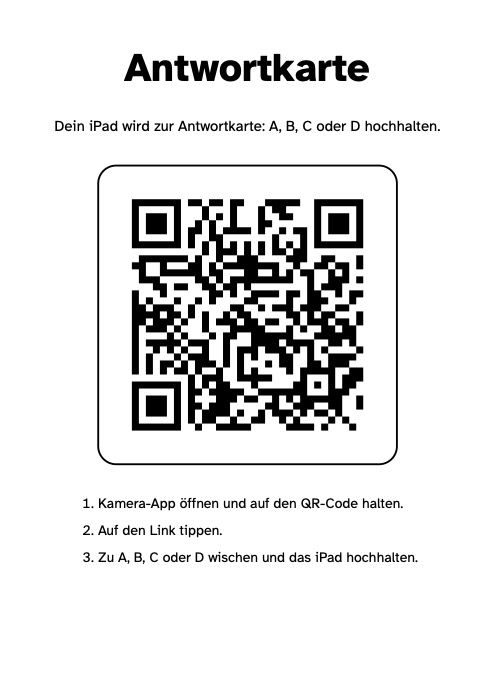 Antwortkarte
Dein iPad wird zur Antwortkarte: A, B, C oder D hochhalten.
1. Kamera-App öffnen und auf den QR-Code halten.
2. Auf den Link tippen.
3. Zu A, B, C oder D wischen und das iPad hochhalten.